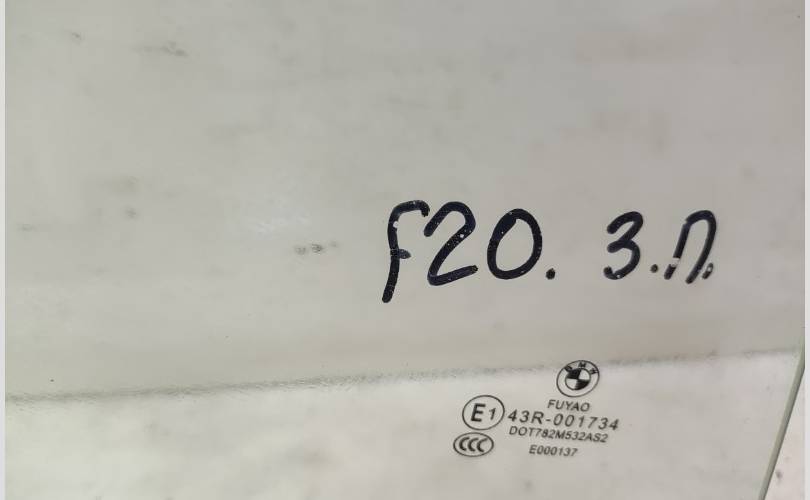 F20. З.П.
BMW
FUYAO
E1 43R-001734
CCC DOT782M532AS2
E000137